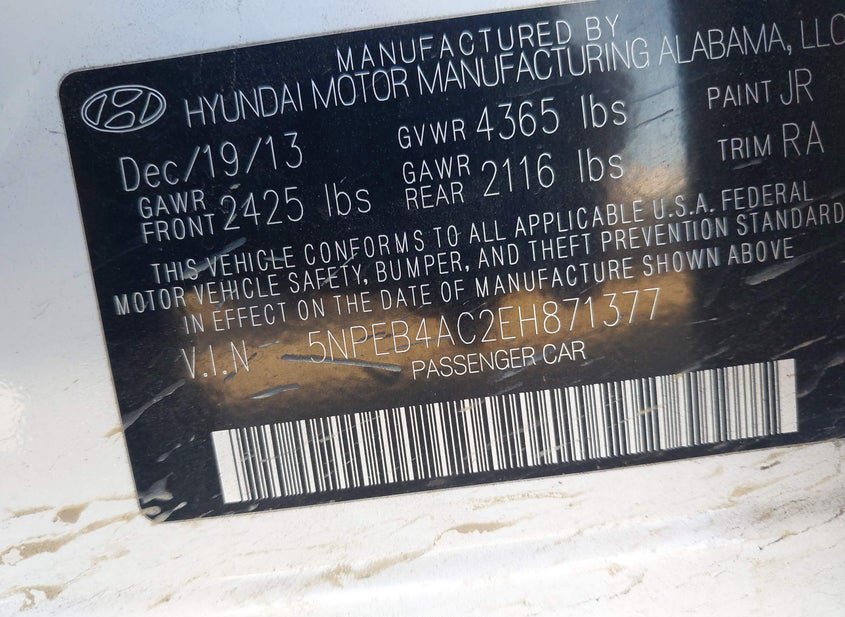 MANUFACTURED BY
HYUNDAI MOTOR MANUFACTURING ALABAMA, LLC
Dec/19/13 GVWR 4365 lbs PAINT JR
GAWR FRONT 2425 lbs GAWR REAR 2116 lbs TRIM RA
THIS VEHICLE CONFORMS TO ALL APPLICABLE U.S.A. FEDERAL
MOTOR VEHICLE SAFETY, BUMPER, AND THEFT PREVENTION STANDARD
IN EFFECT ON THE DATE OF MANUFACTURE SHOWN ABOVE
V.I.N 5NPEB4AC2EH871377
PASSENGER CAR